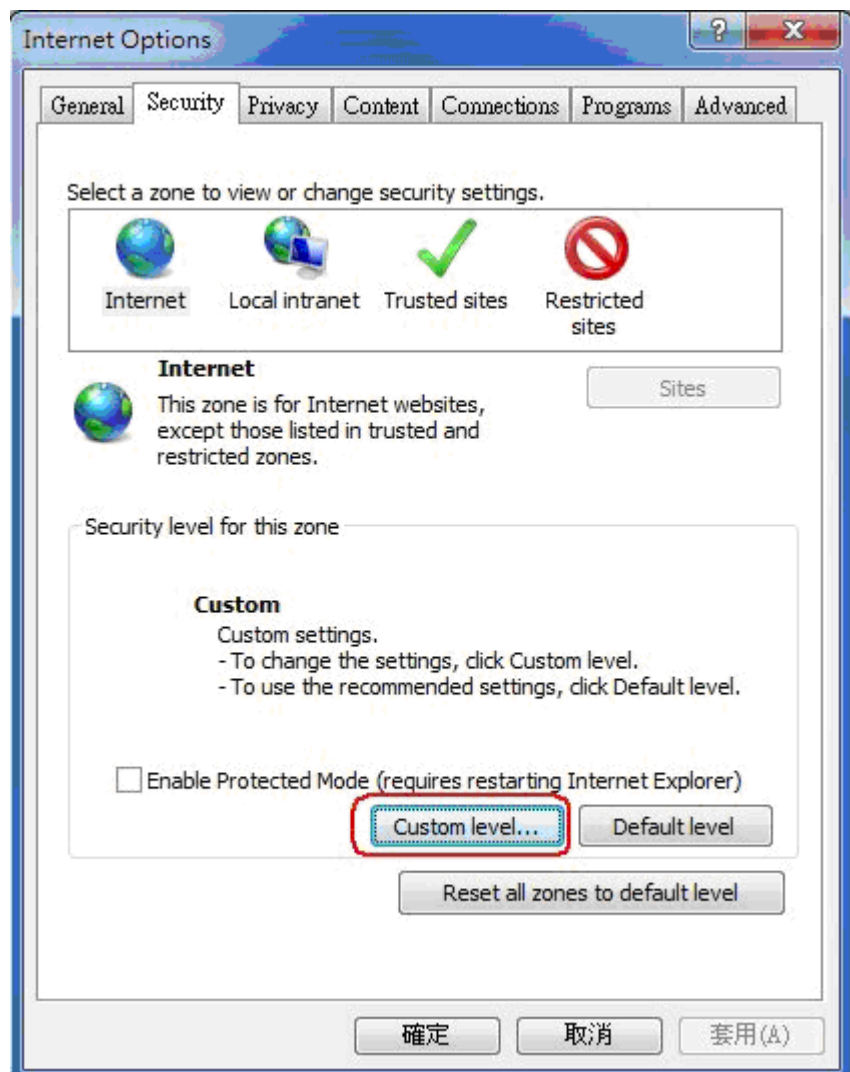 Internet Options
General Security Privacy Content Connections Programs Advanced
Select a zone to view or change security settings.
Internet Local intranet Trusted sites Restricted
sites
Internet
Sites
This zone is for Internet websites,
except those listed in trusted and
restricted zones.
Security level for this zone
Custom
Custom settings.
- To change the settings, click Custom level.
- To use the recommended settings, click Default level.
Enable Protected Mode (requires restarting Internet Explorer)
Custom level... Default level
Reset all zones to default level
確定 取消 套用(A)